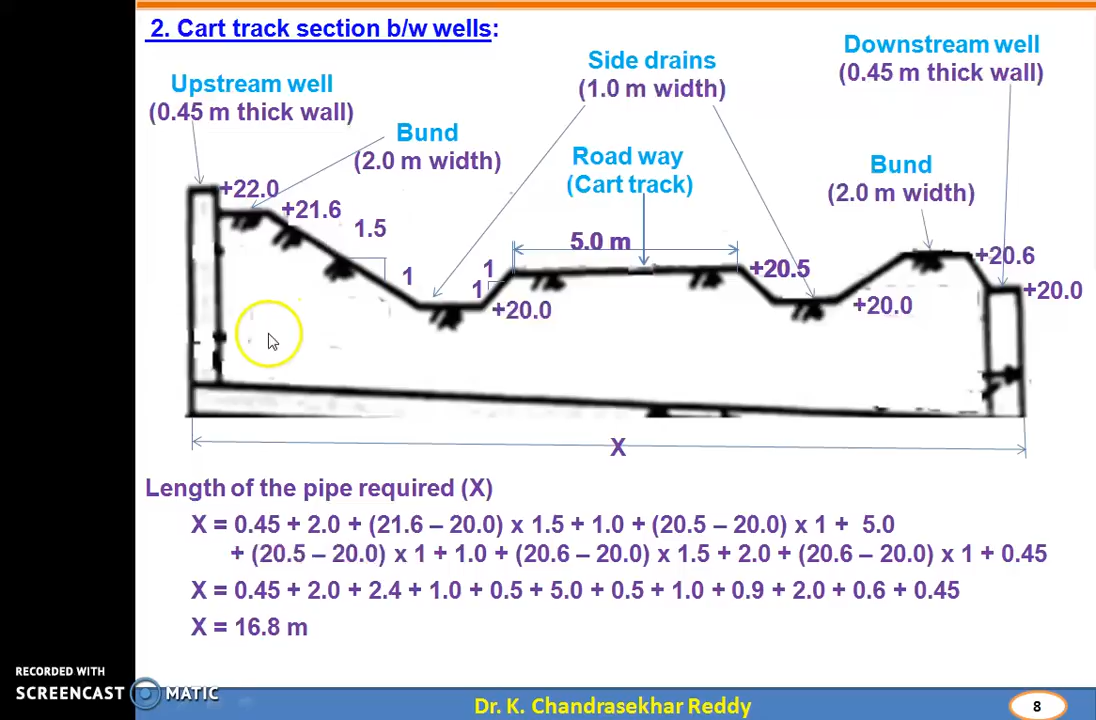 2. Cart track section b/w wells:
Downstream well
(0.45 m thick wall)
Side drains
(1.0 m width)
Upstream well
(0.45 m thick wall)
Bund
(2.0 m width)
Road way
(Cart track)
Bund
(2.0 m width)
+22.0
+21.6
1.5
1
5.0 m
1
1
+20.0
+20.5
+20.0
+20.6
+20.0
X
Length of the pipe required (X)
X = 0.45 + 2.0 + (21.6 – 20.0) x 1.5 + 1.0 + (20.5 – 20.0) x 1 + 5.0
+ (20.5 – 20.0) x 1 + 1.0 + (20.6 – 20.0) x 1.5 + 2.0 + (20.6 – 20.0) x 1 + 0.45
X = 0.45 + 2.0 + 2.4 + 1.0 + 0.5 + 5.0 + 0.5 + 1.0 + 0.9 + 2.0 + 0.6 + 0.45
X = 16.8 m
RECORDED WITH
SCREENCAST MATIC
Dr. K. Chandrasekhar Reddy
8